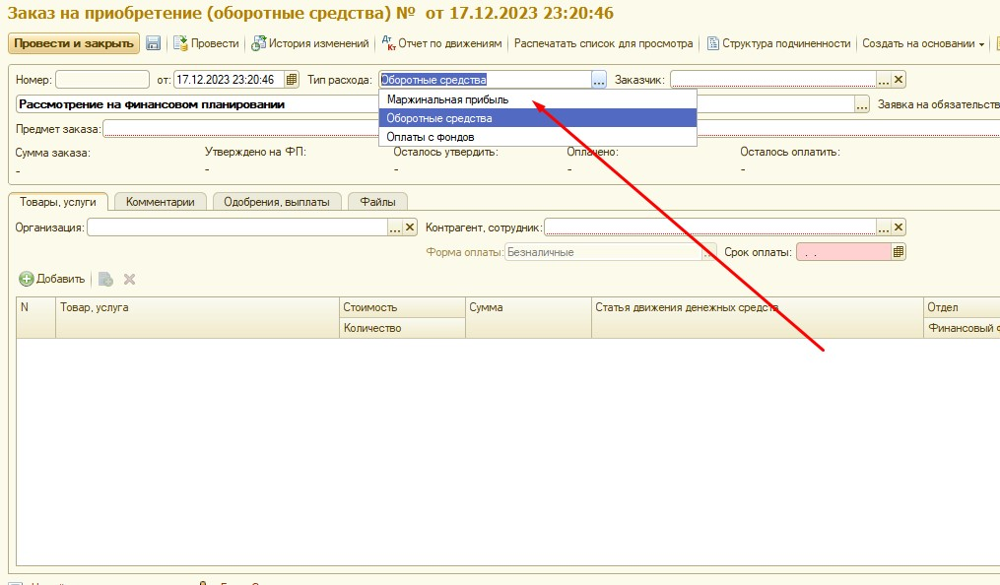 Заказ на приобретение (оборотные средства) № от 17.12.2023 23:20:46
Провести и закрыть Провести История изменений Дт Кт Отчет по движениям Распечатать список для просмотра Структура подчиненности Создать на основании
Номер: от: 17.12.2023 23:20:46 Тип расхода: Оборотные средства ... Заказчик: ... X
Маржинальная прибыль
Рассмотрение на финансовом планировании ... Заявка на обязательств
Оборотные средства
Предмет заказа:
Оплаты с фондов
Сумма заказа: Утверждено на ФП: Осталось утвердить: Оплачено: Осталось оплатить:
- - - - -
Товары, услуги Комментарии Одобрения, выплаты Файлы
Организация: ... X Контрагент, сотрудник: ... X
Форма оплаты: Безналичные Срок оплаты: . .
Добавить
N Товар, услуга Стоимость Сумма Статья движения денежных средств Отдел
Количество Финансовый